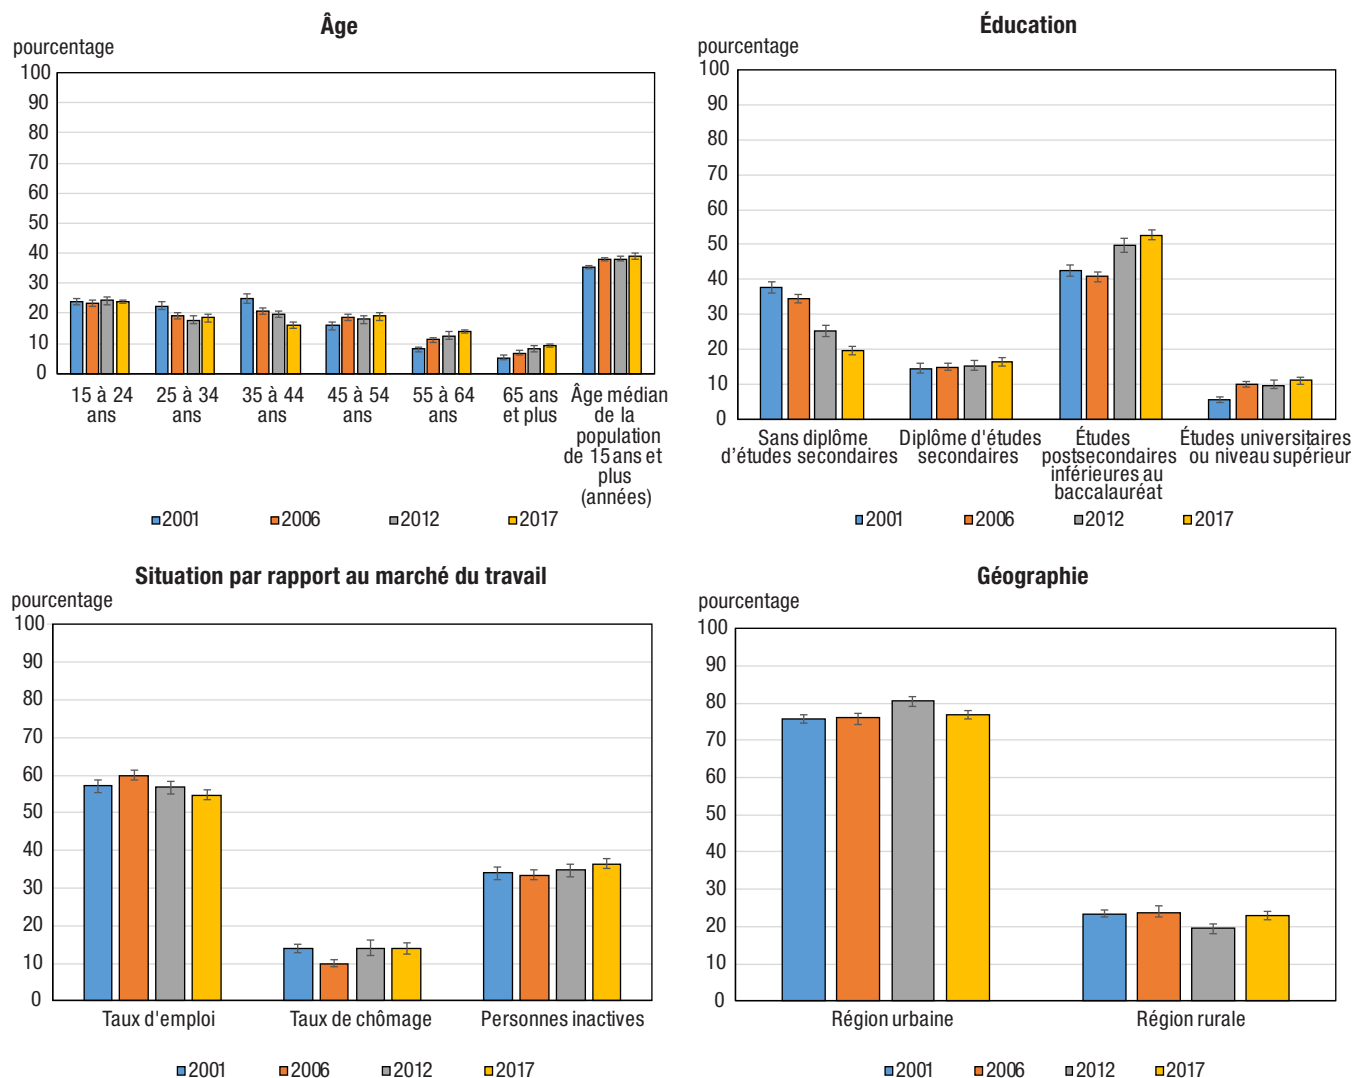 Âge
pourcentage
100
90
80
70
60
50
40
30
20
10
0
15 à 24
ans
25 à 34
ans
35 à 44
ans
45 à 54
ans
55 à 64
ans
65 ans
et plus
Âge médian
de la
population
de 15 ans et
plus
(années)
2001 2006 2012 2017
Éducation
pourcentage
100
90
80
70
60
50
40
30
20
10
0
Sans diplôme
d'études secondaires
Diplôme d'études
secondaires
Études
postsecondaires
inférieures au
baccalauréat
Études universitaires
ou niveau supérieur
2001 2006 2012 2017
Situation par rapport au marché du travail
pourcentage
100
90
80
70
60
50
40
30
20
10
0
Taux d'emploi
Taux de chômage
Personnes inactives
2001 2006 2012 2017
Géographie
pourcentage
100
90
80
70
60
50
40
30
20
10
0
Région urbaine
Région rurale
2001 2006 2012 2017